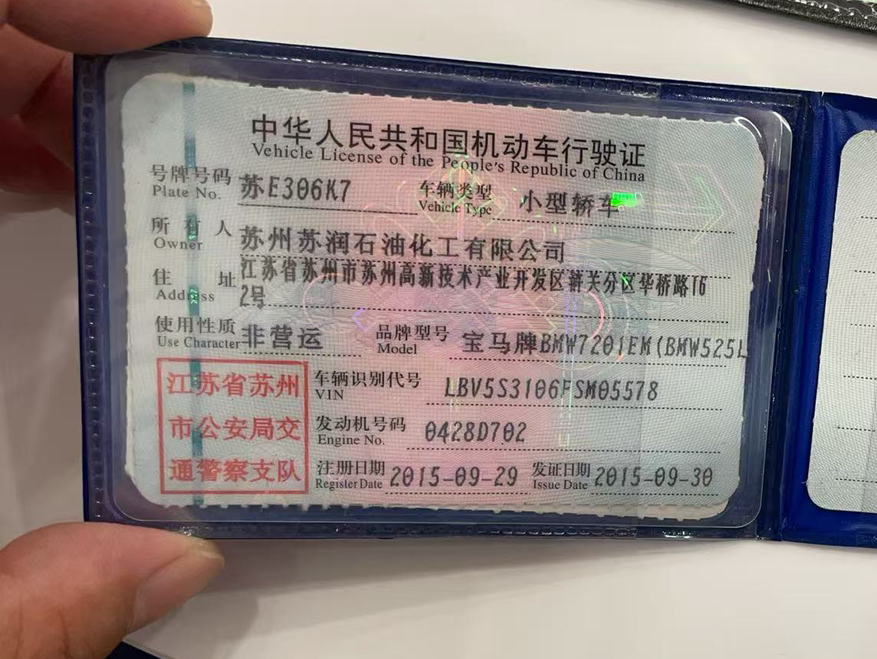 中华人民共和国机动车行驶证
Vehicle License of the People's Republic of China
号牌号码 Plate No. 苏E306K7 车辆类型 Vehicle Type 小型轿车
所有人 Owner 苏州苏润石油化工有限公司
住址 Address 江苏省苏州市苏州高新技术产业开发区浒关分区华桥路T6
2号
使用性质 Use Character 非营运 品牌型号 Model 宝马牌BMW7201EM(BMW525L
江苏省苏州
市公安局交
通警察支队
车辆识别代号 VIN LBV5S3106FSM05578
发动机号码 Engine No. 0428D702
注册日期 Register Date 2015-09-29 发证日期 Issue Date 2015-09-30